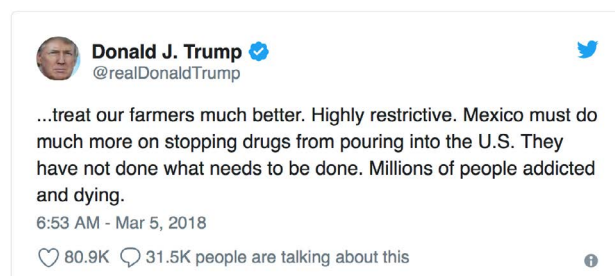 Donald J. Trump
@realDonaldTrump
...treat our farmers much better. Highly restrictive. Mexico must do
much more on stopping drugs from pouring into the U.S. They
have not done what needs to be done. Millions of people addicted
and dying.
6:53 AM - Mar 5, 2018
80.9K 31.5K people are talking about this